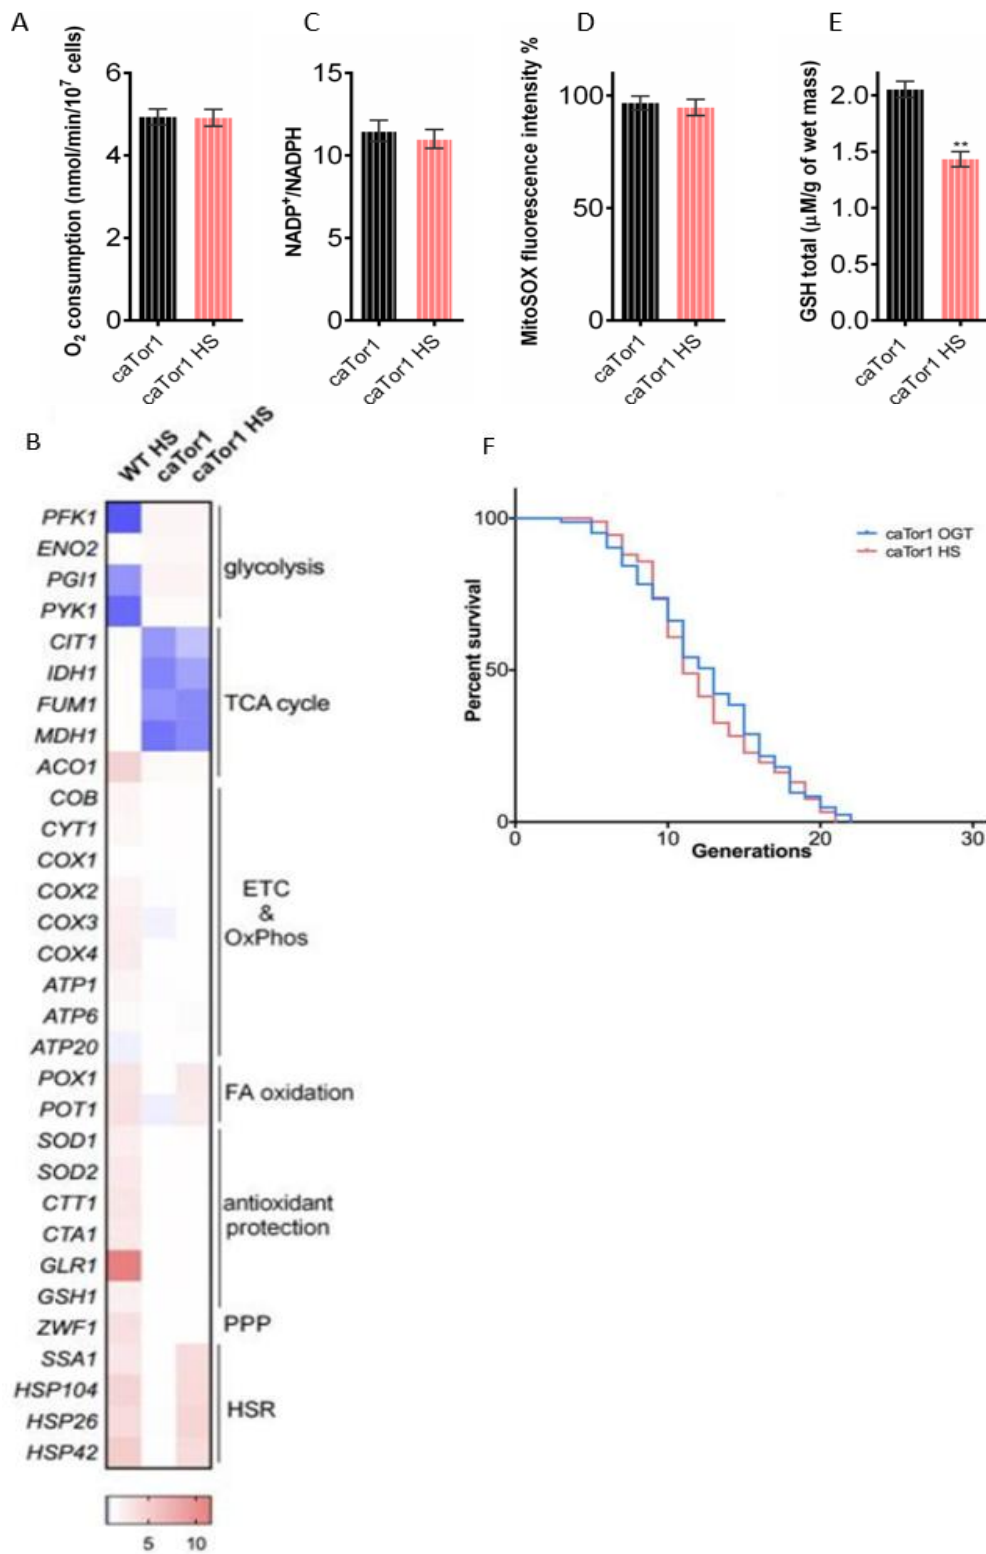 A
C
D
E
O2 consumption (nmol/min/10^7 cells)
6
4
2
0
caTor1
caTor1 HS
NADP+/NADPH
15
10
5
0
caTor1
caTor1 HS
MitoSOX fluorescence intensity %
100
50
0
caTor1
caTor1 HS
GSH total (µM/g of wet mass)
2.0
1.5
1.0
0.5
0.0
**
caTor1
caTor1 HS
B
WT HS
caTor1
caTor1 HS
PFK1
ENO2
PGI1
PYK1
glycolysis
CIT1
IDH1
FUM1
MDH1
ACO1
TCA cycle
COB
CYT1
COX1
COX2
COX3
COX4
ATP1
ATP6
ATP20
ETC
&
OxPhos
POX1
POT1
FA oxidation
SOD1
SOD2
CTT1
CTA1
GLR1
GSH1
antioxidant
protection
ZWF1
PPP
SSA1
HSP104
HSP26
HSP42
HSR
5 10
F
Percent survival
100
50
0
caTor1 OGT
caTor1 HS
0 10 20 30
Generations